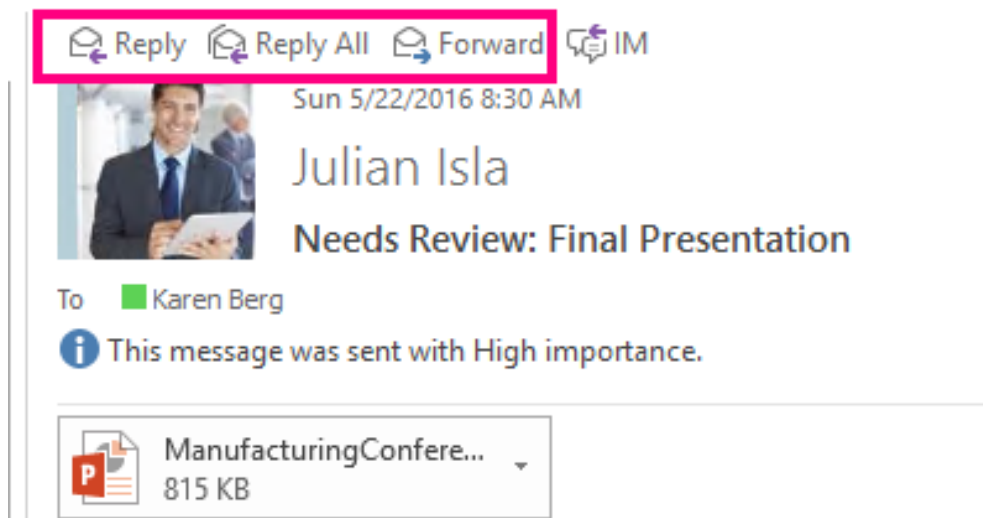 Reply Reply All Forward IM
Sun 5/22/2016 8:30 AM
Julian Isla
Needs Review: Final Presentation
To Karen Berg
This message was sent with High importance.
ManufacturingConfere...
815 KB